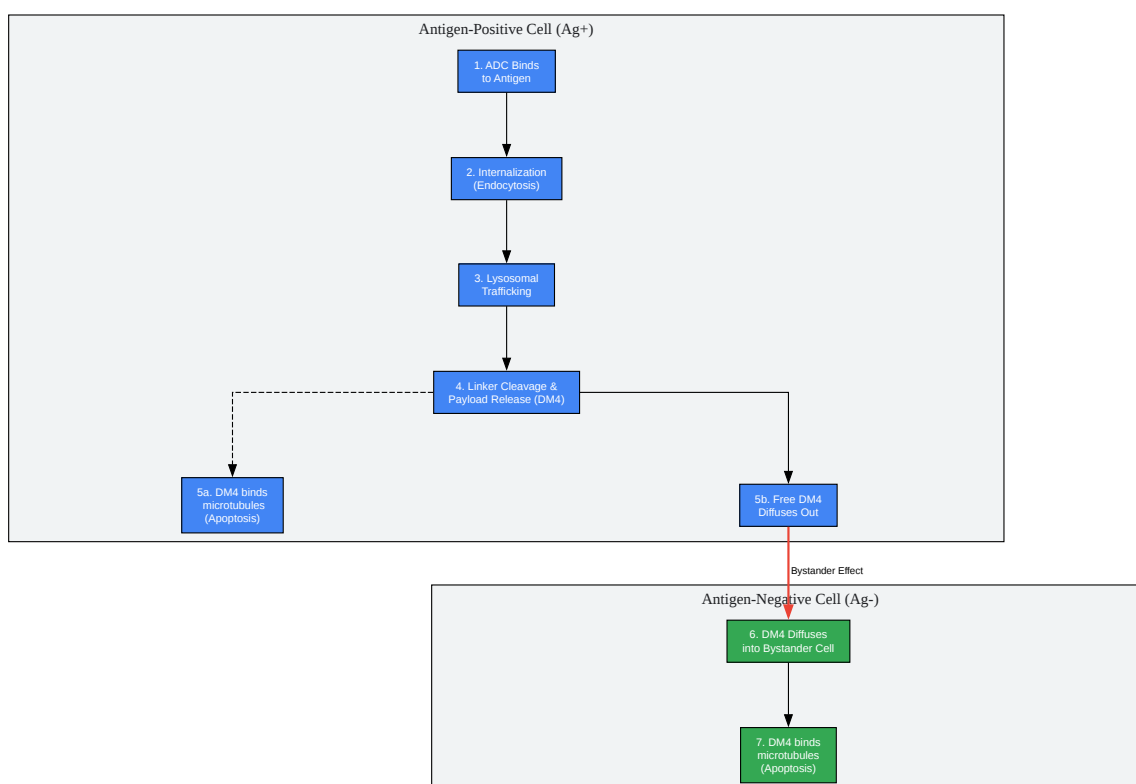 Antigen-Positive Cell (Ag+)
1. ADC Binds
to Antigen
2. Internalization
(Endocytosis)
3. Lysosomal
Trafficking
4. Linker Cleavage &
Payload Release (DM4)
5a. DM4 binds
microtubules
(Apoptosis)
5b. Free DM4
Diffuses Out
Bystander Effect
Antigen-Negative Cell (Ag-)
6. DM4 Diffuses
into Bystander Cell
7. DM4 binds
microtubules
(Apoptosis)